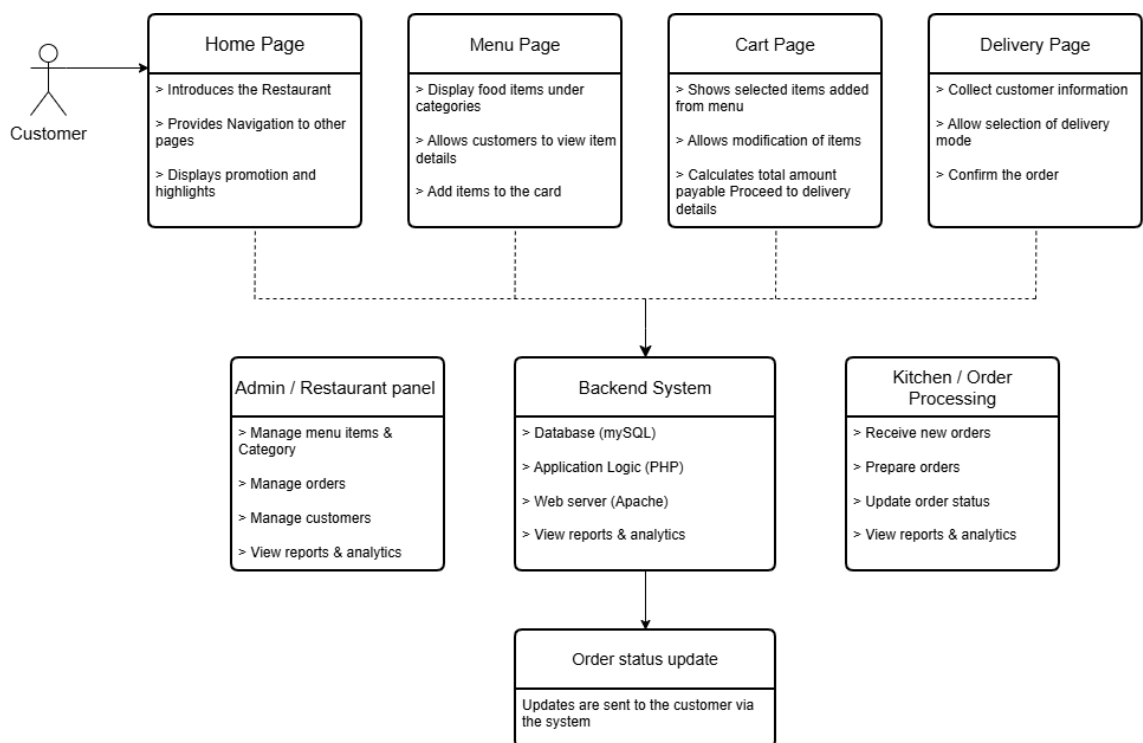 Home Page
> Introduces the Restaurant
> Provides Navigation to other
pages
> Displays promotion and
highlights
Menu Page
> Display food items under
categories
> Allows customers to view item
details
> Add items to the card
Cart Page
> Shows selected items added
from menu
> Allows modification of items
> Calculates total amount
payable Proceed to delivery
details
Delivery Page
> Collect customer information
> Allow selection of delivery
mode
> Confirm the order
Customer
Admin / Restaurant panel
> Manage menu items &
Category
> Manage orders
> Manage customers
> View reports & analytics
Backend System
> Database (mySQL)
> Application Logic (PHP)
> Web server (Apache)
> View reports & analytics
Kitchen / Order
Processing
> Receive new orders
> Prepare orders
> Update order status
> View reports & analytics
Order status update
Updates are sent to the customer via
the system